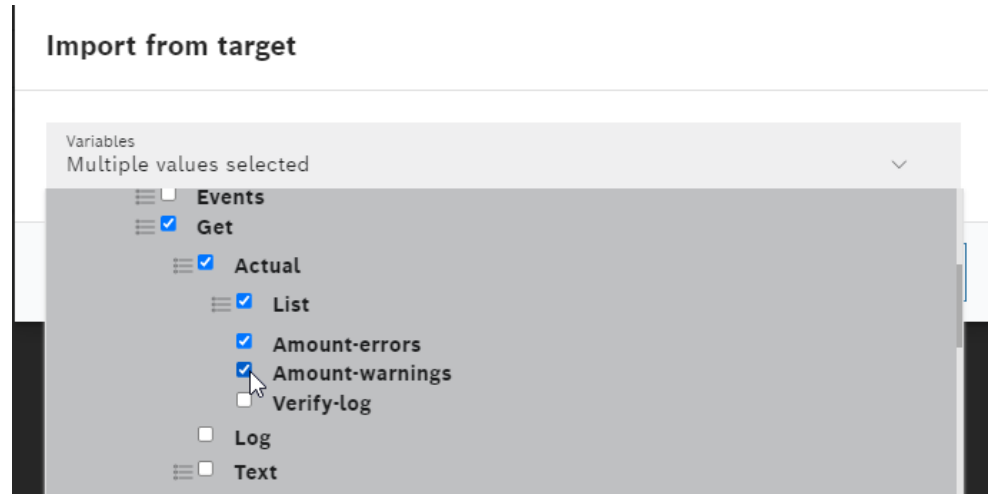 Import from target
Variables
Multiple values selected
Events
Get
Actual
List
Amount-errors
Amount-warnings
Verify-log
Log
Text